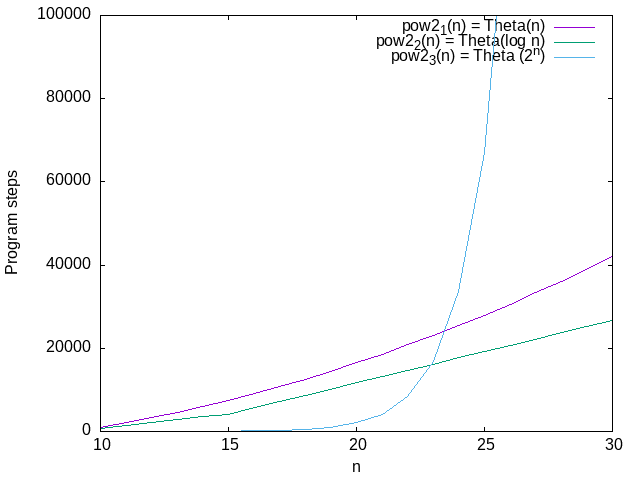 100000
80000
60000
40000
20000
0
10 15 20 25 30
Program steps
n
pow2₁(n) = Theta(n)
pow2₂(n) = Theta(log n)
pow2₃(n) = Theta (2ⁿ)